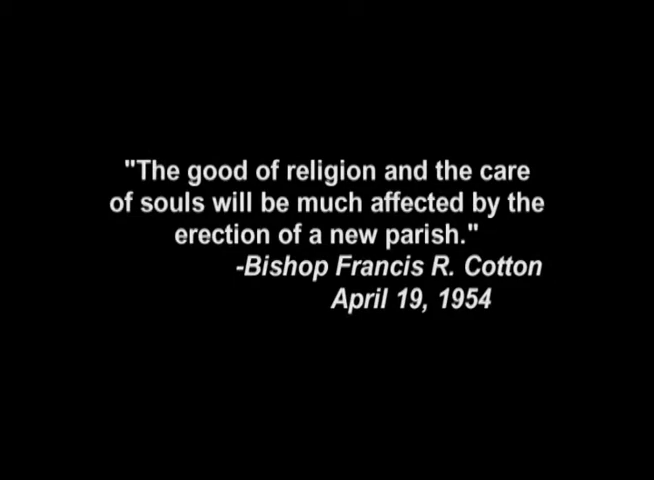 "The good of religion and the care
of souls will be much affected by the
erection of a new parish."
-Bishop Francis R. Cotton
April 19, 1954